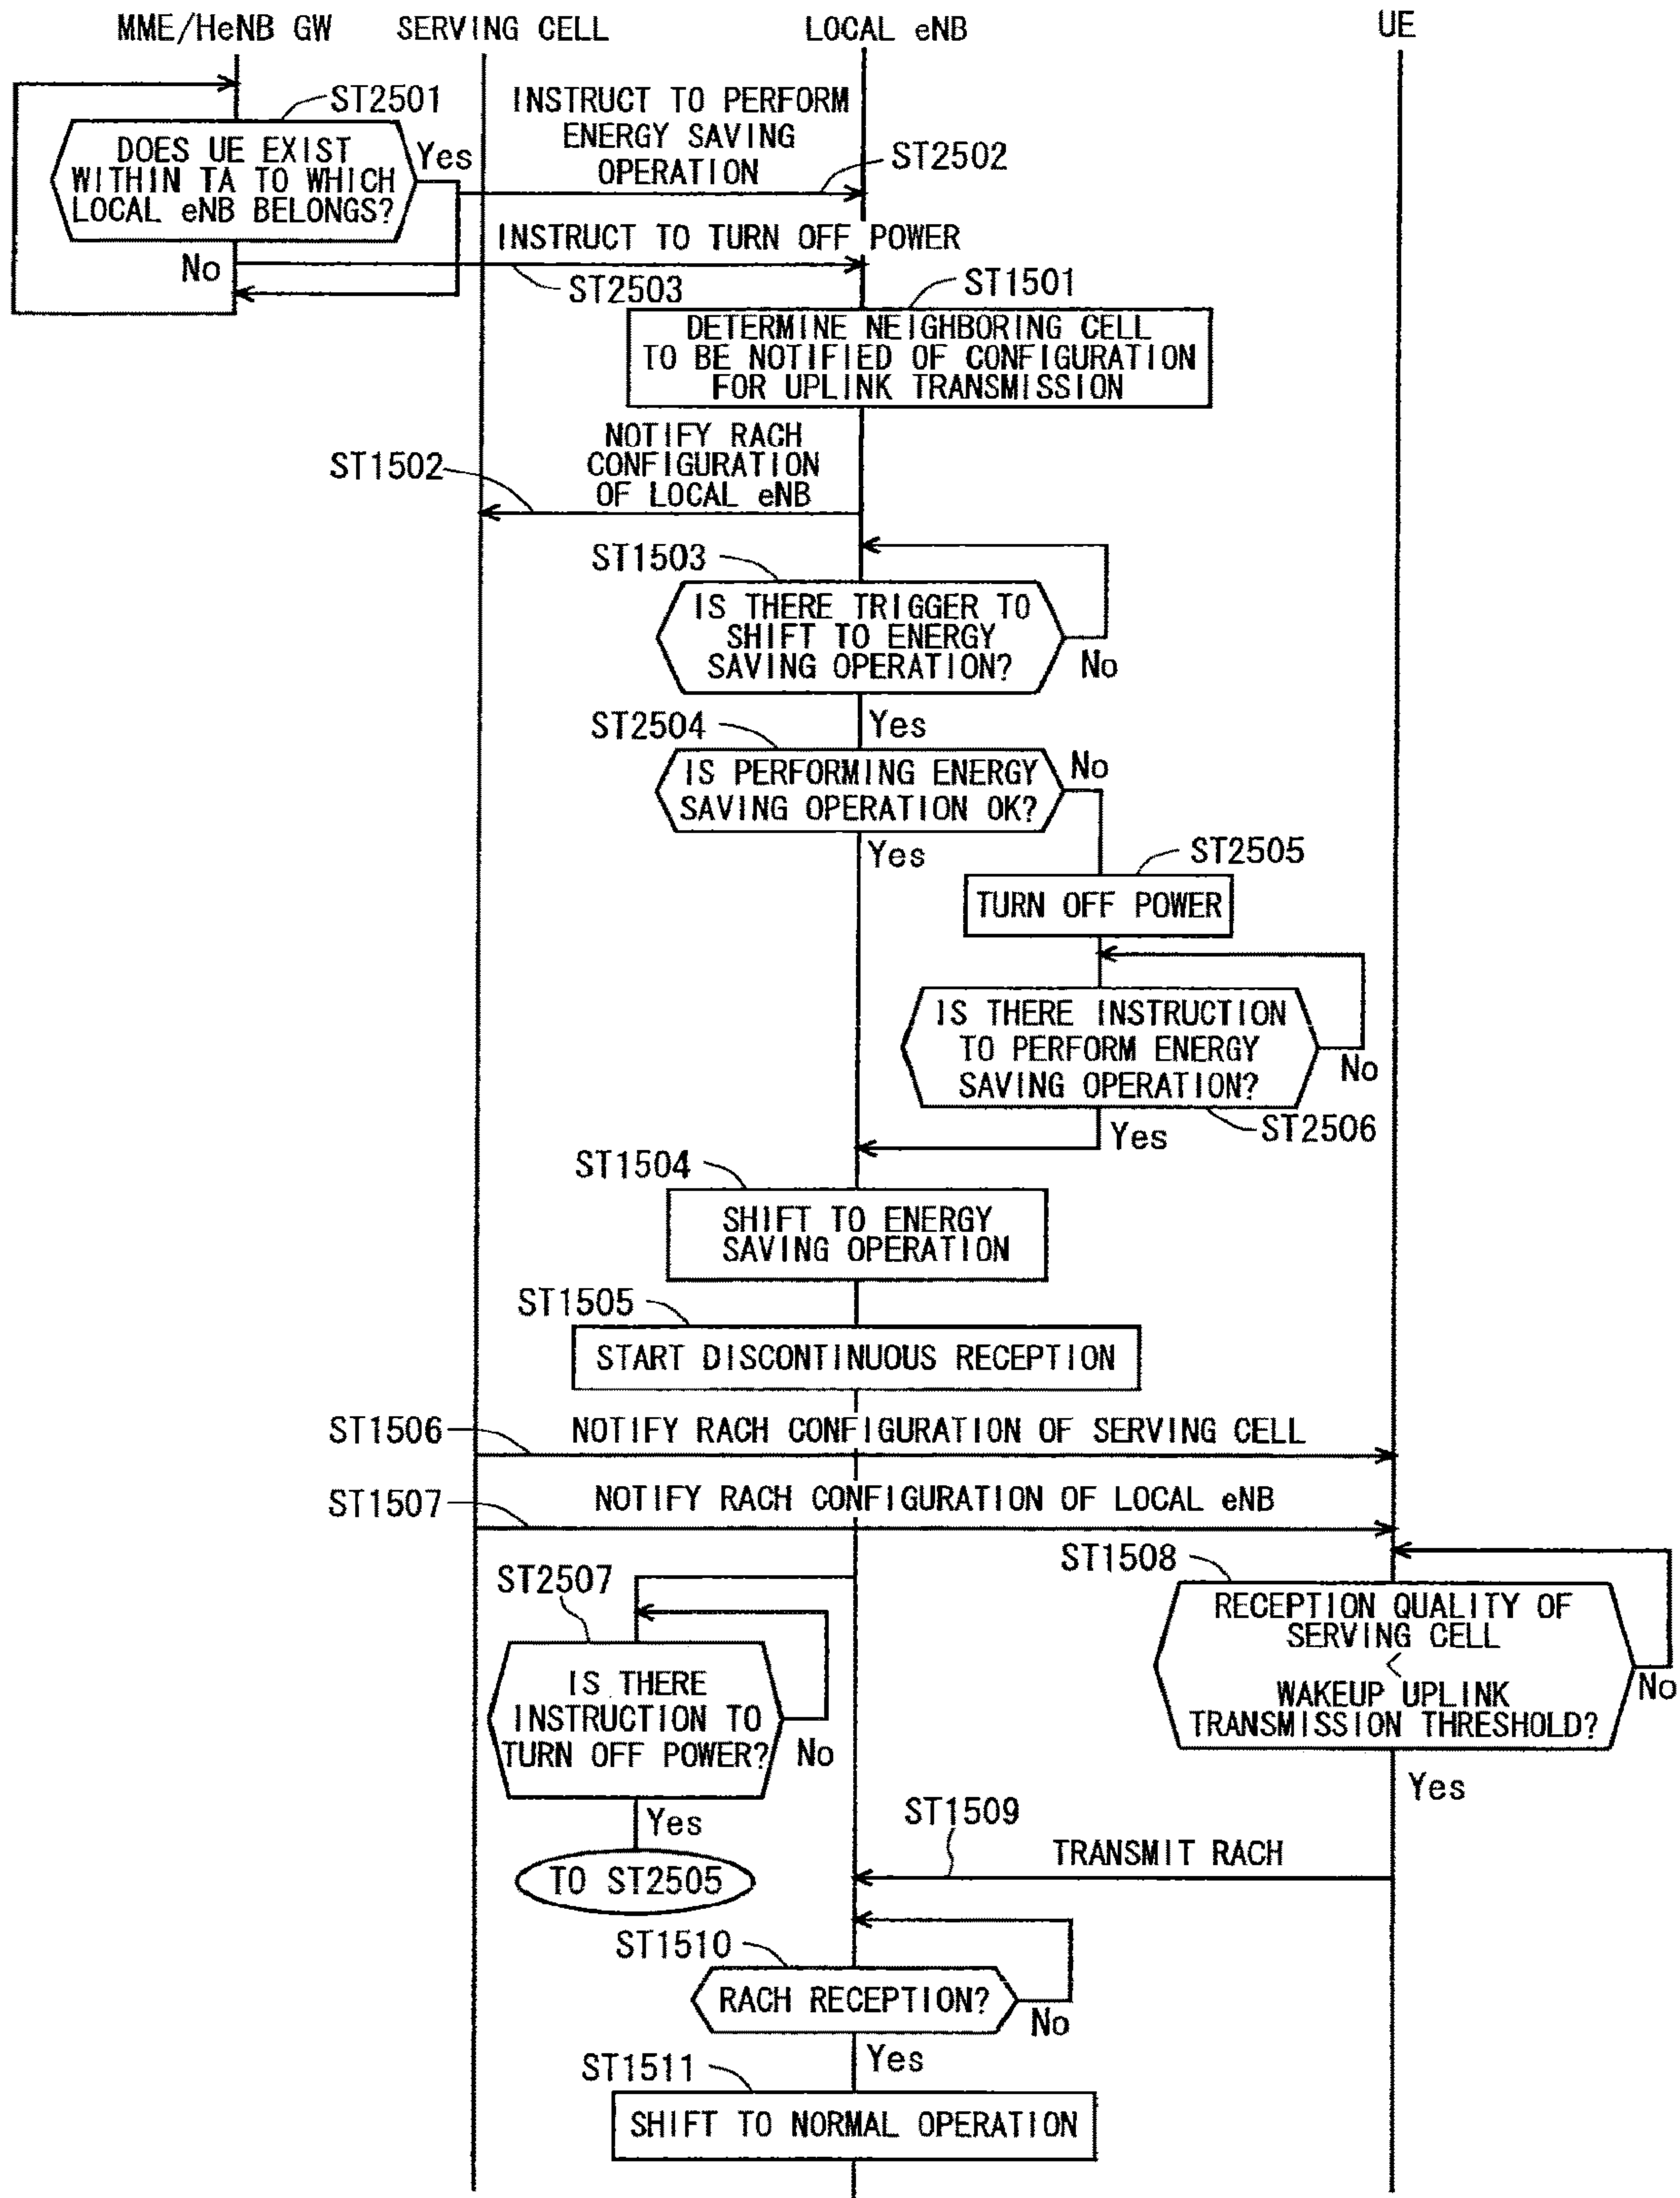 MME/HeNB GW
SERVING CELL
LOCAL eNB
UE
ST2501
DOES UE EXIST
WITHIN TA TO WHICH
LOCAL eNB BELONGS?
Yes
No
INSTRUCT TO PERFORM
ENERGY SAVING
OPERATION
ST2502
INSTRUCT TO TURN OFF POWER
ST2503
ST1501
DETERMINE NEIGHBORING CELL
TO BE NOTIFIED OF CONFIGURATION
FOR UPLINK TRANSMISSION
NOTIFY RACH
CONFIGURATION
OF LOCAL eNB
ST1502
ST1503
IS THERE TRIGGER TO
SHIFT TO ENERGY
SAVING OPERATION?
No
Yes
ST2504
IS PERFORMING ENERGY
SAVING OPERATION OK?
No
Yes
ST2505
TURN OFF POWER
IS THERE INSTRUCTION
TO PERFORM ENERGY
SAVING OPERATION?
No
Yes
ST2506
ST1504
SHIFT TO ENERGY
SAVING OPERATION
ST1505
START DISCONTINUOUS RECEPTION
ST1506
NOTIFY RACH CONFIGURATION OF SERVING CELL
ST1507
NOTIFY RACH CONFIGURATION OF LOCAL eNB
ST1508
RECEPTION QUALITY OF
SERVING CELL
<
WAKEUP UPLINK
TRANSMISSION THRESHOLD?
No
Yes
ST2507
IS THERE
INSTRUCTION TO
TURN OFF POWER?
No
Yes
TO ST2505
ST1509
TRANSMIT RACH
ST1510
RACH RECEPTION?
No
Yes
ST1511
SHIFT TO NORMAL OPERATION